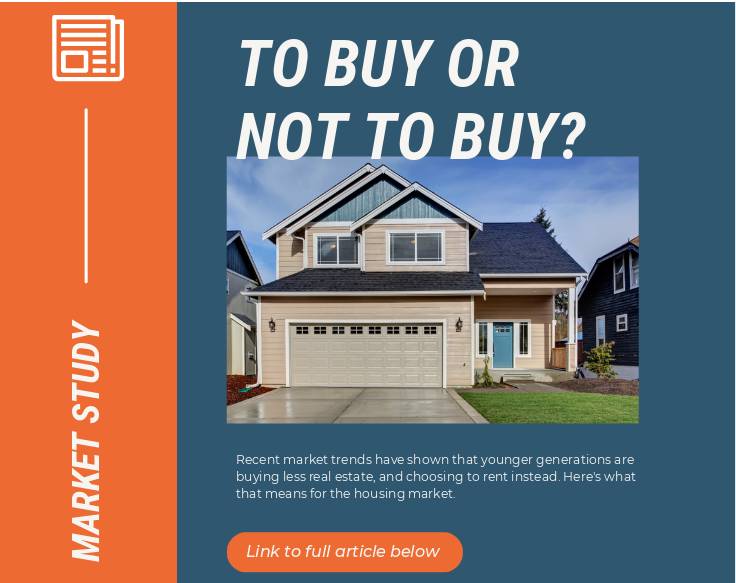 TO BUY OR
NOT TO BUY?
MARKET STUDY
Recent market trends have shown that younger generations are
buying less real estate, and choosing to rent instead. Here's what
that means for the housing market.
Link to full article below